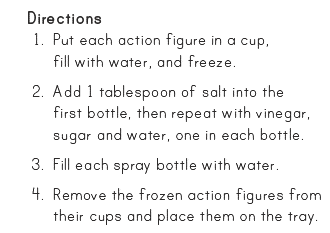 Directions
1. Put each action figure in a cup,
fill with water, and freeze.
2. Add 1 tablespoon of salt into the
first bottle, then repeat with vinegar,
sugar and water, one in each bottle.
3. Fill each spray bottle with water.
4. Remove the frozen action figures from
their cups and place them on the tray.